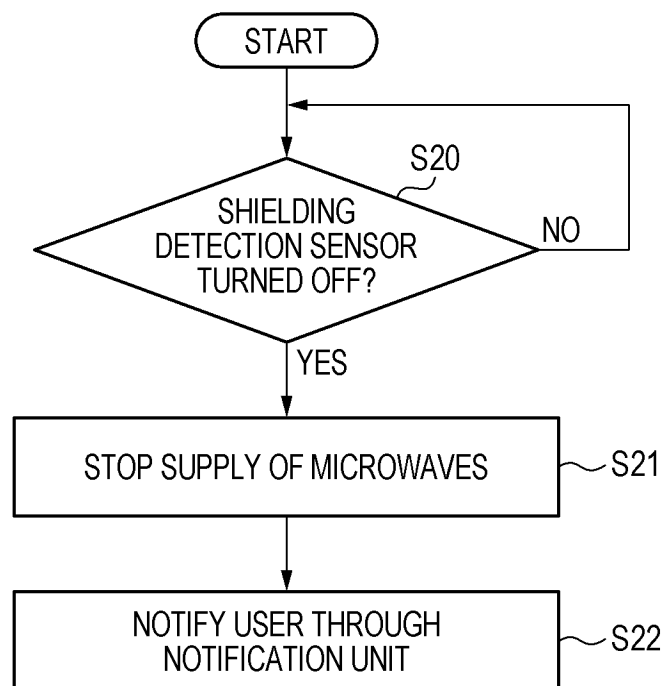 START
S20
SHIELDING
DETECTION SENSOR
TURNED OFF?
NO
YES
STOP SUPPLY OF MICROWAVES
S21
NOTIFY USER THROUGH
NOTIFICATION UNIT
S22